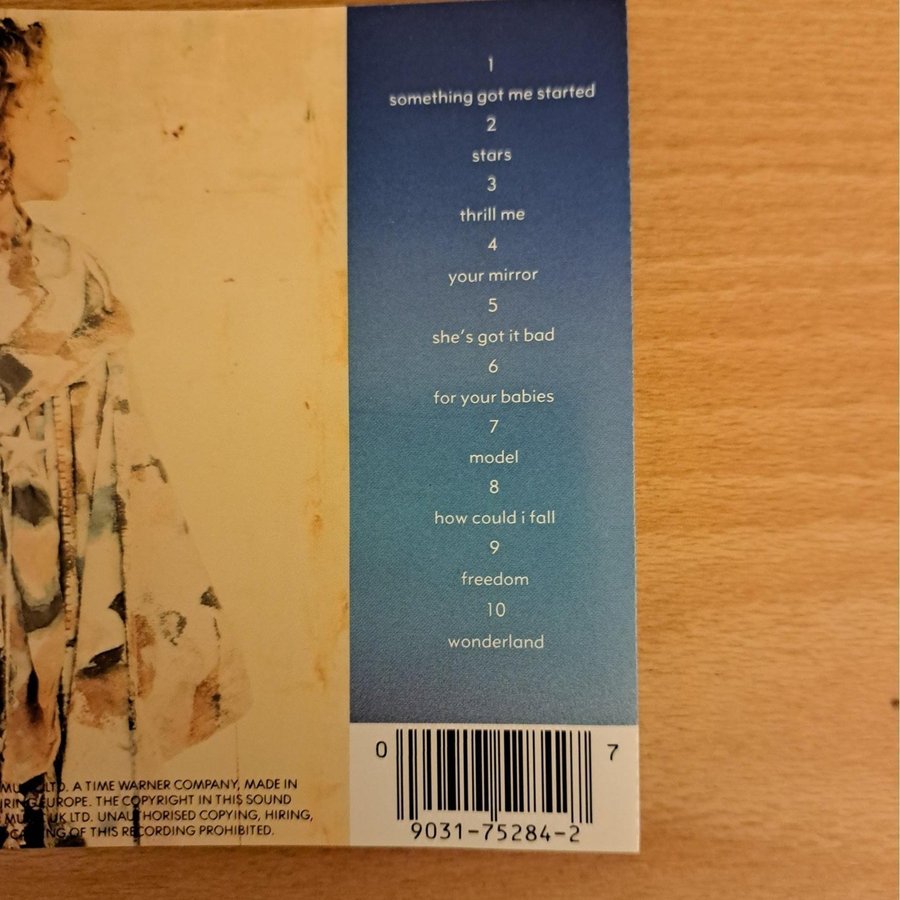 1
something got me started
2
stars
3
thrill me
4
your mirror
5
she's got it bad
6
for your babies
7
model
8
how could i fall
9
freedom
10
wonderland
0 7
9031-75284-2
LTD. A TIME WARNER COMPANY, MADE IN
EUROPE. THE COPYRIGHT IN THIS SOUND
UK LTD. UNAUTHORISED COPYING, HIRING,
OF THIS RECORDING PROHIBITED.